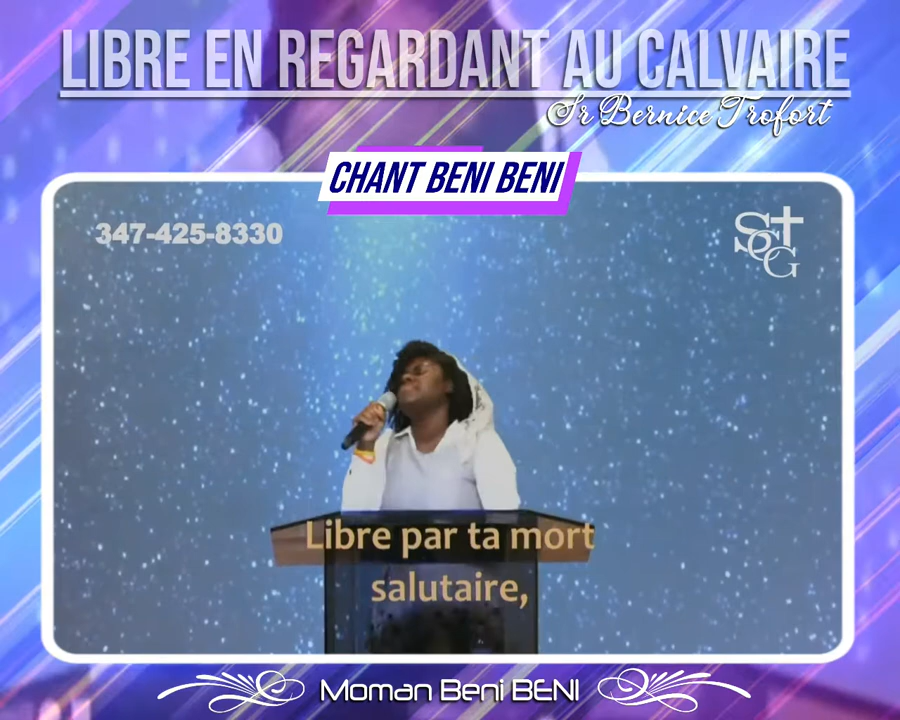 LIBRE EN REGARDANT AU CALVAIRE
Sr Bernice Trofort
CHANT BENI BENI
347-425-8330
SCG
Libre par ta mort
salutaire,
Moman Beni BENI